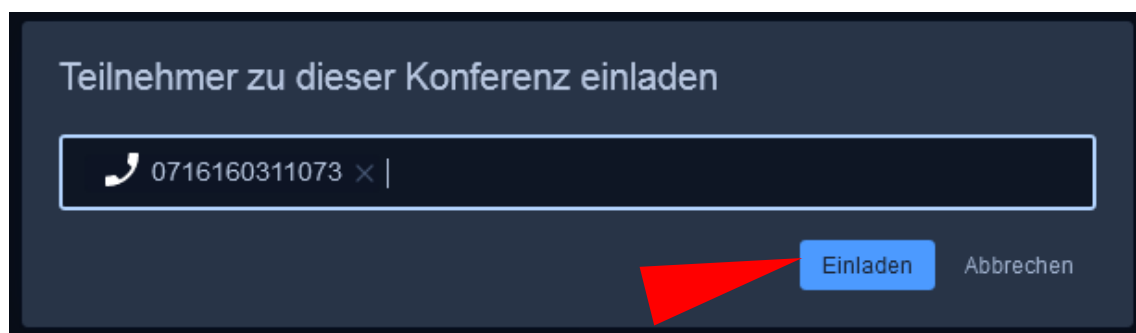 Teilnehmer zu dieser Konferenz einladen
0716160311073 ×
Einladen Abbrechen